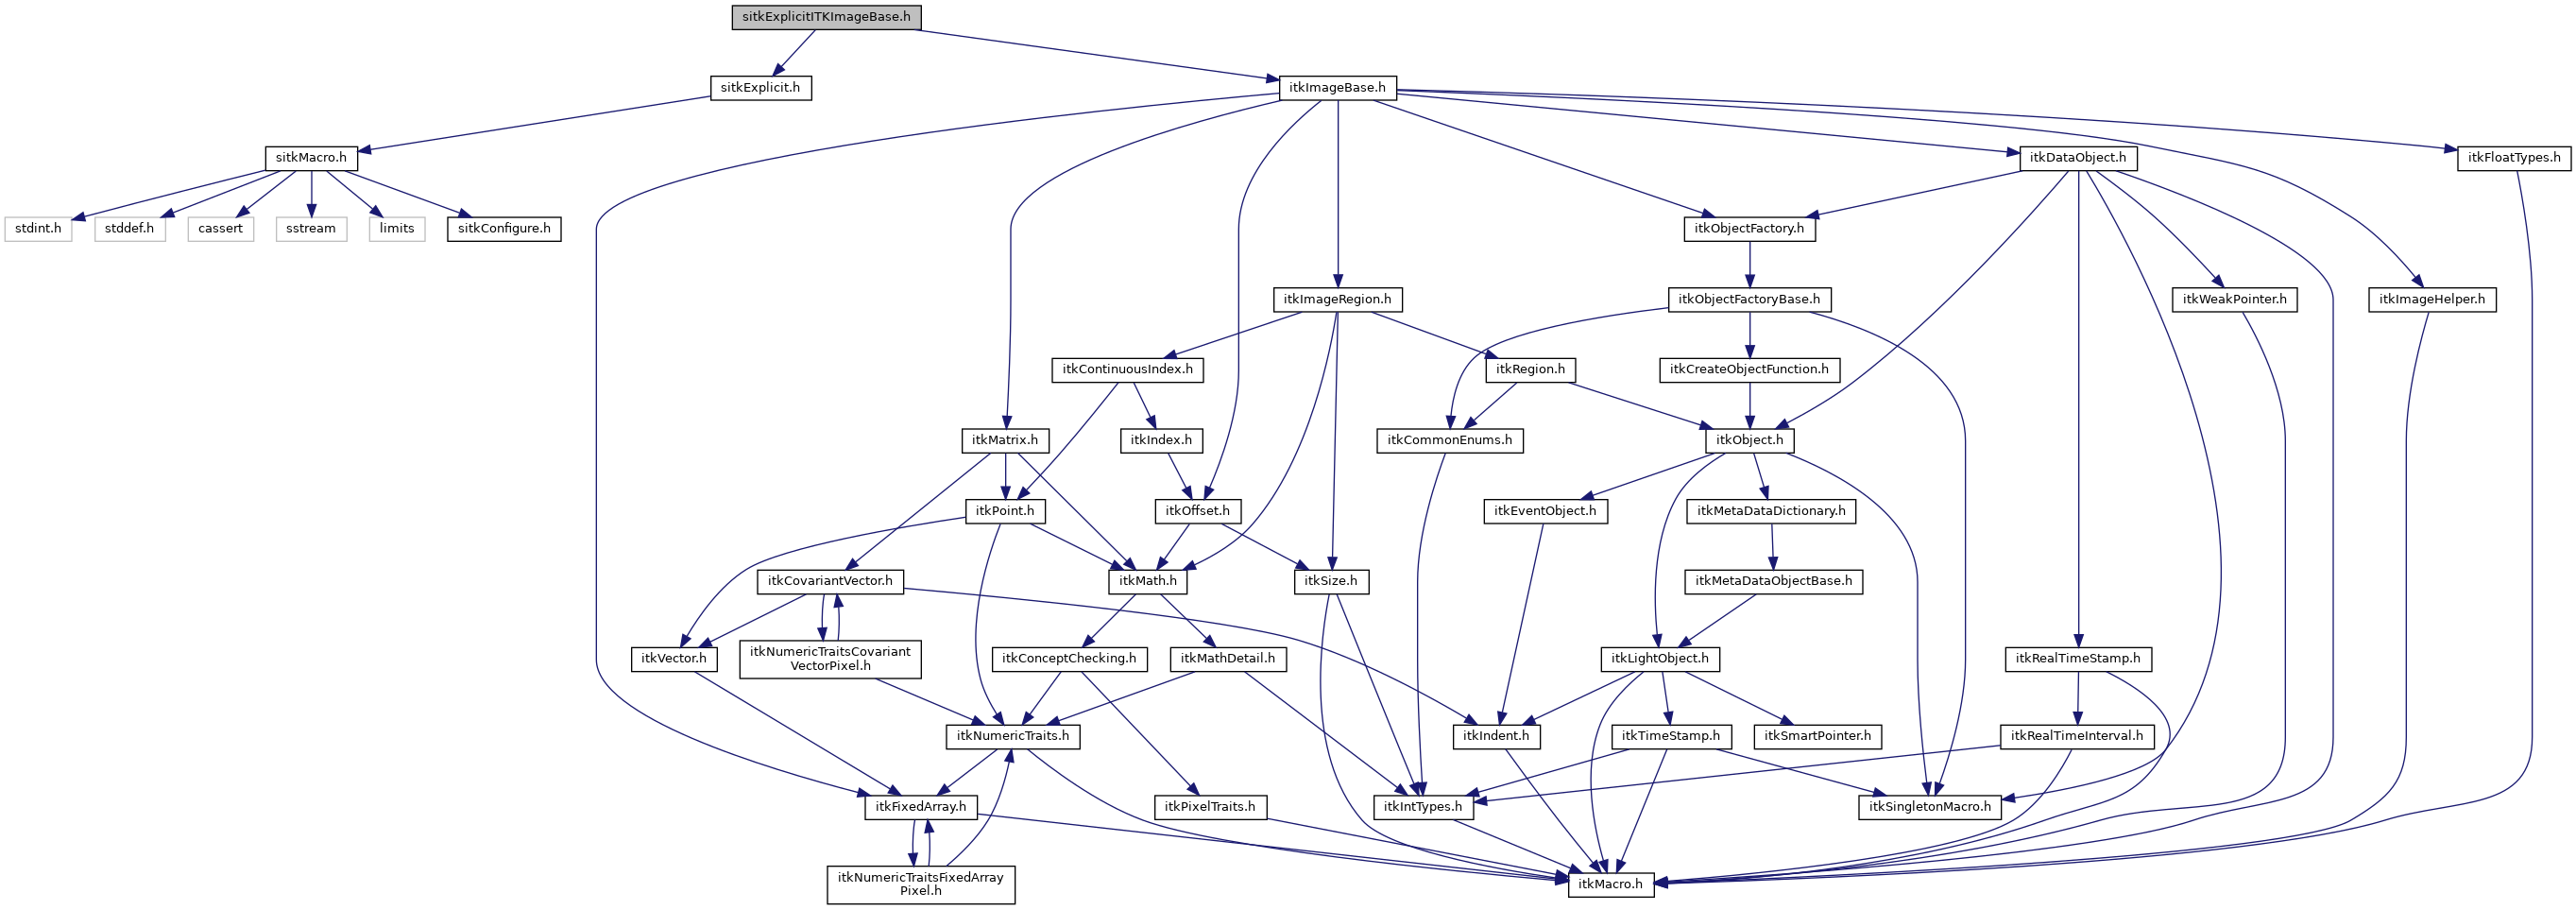 sitkExplicitITKImageBase.h
sitkExplicit.h
itkImageBase.h
sitkMacro.h
itkDataObject.h
itkFloatTypes.h
stdint.h
stddef.h
cassert
sstream
limits
sitkConfigure.h
itkObjectFactory.h
itkImageRegion.h
itkObjectFactoryBase.h
itkWeakPointer.h
itkImageHelper.h
itkContinuousIndex.h
itkRegion.h
itkCreateObjectFunction.h
itkMatrix.h
itkIndex.h
itkCommonEnums.h
itkObject.h
itkPoint.h
itkOffset.h
itkEventObject.h
itkMetaDataDictionary.h
itkCovariantVector.h
itkMath.h
itkSize.h
itkMetaDataObjectBase.h
itkVector.h
itkNumericTraitsCovariant
VectorPixel.h
itkConceptChecking.h
itkMathDetail.h
itkLightObject.h
itkRealTimeStamp.h
itkNumericTraits.h
itkIndent.h
itkTimeStamp.h
itkSmartPointer.h
itkRealTimeInterval.h
itkFixedArray.h
itkPixelTraits.h
itkIntTypes.h
itkSingletonMacro.h
itkNumericTraitsFixedArray
Pixel.h
itkMacro.h